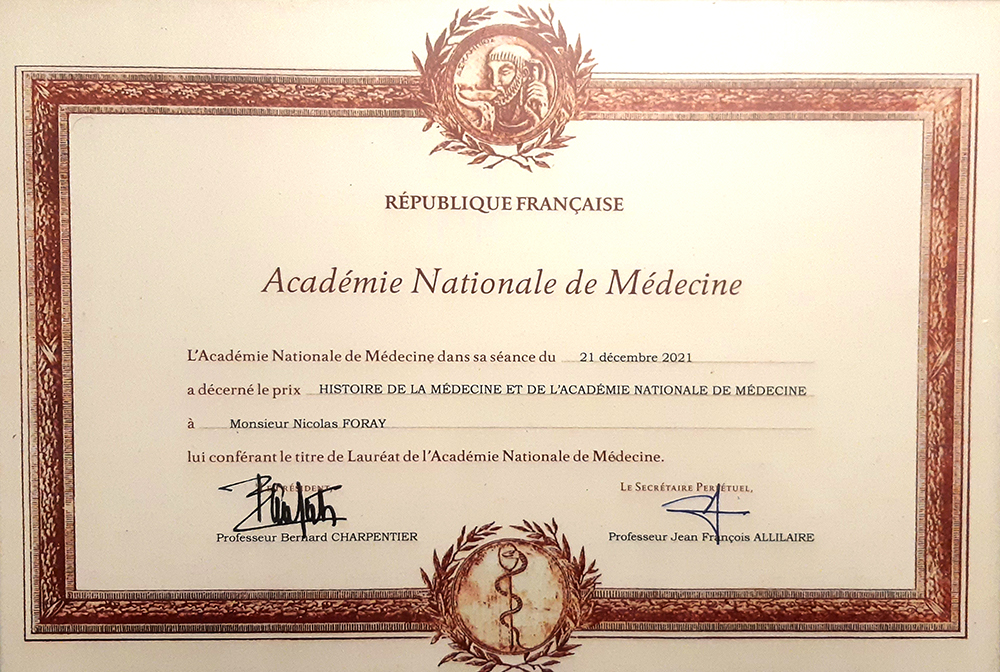 RÉPUBLIQUE FRANÇAISE
Académie Nationale de Médecine
L'Académie Nationale de Médecine dans sa séance du 21 décembre 2021
a décerné le prix HISTOIRE DE LA MÉDECINE ET DE L'ACADÉMIE NATIONALE DE MÉDECINE
à Monsieur Nicolas FORAY
lui conférant le titre de Lauréat de l'Académie Nationale de Médecine.
Le Président, Le Secrétaire Perpétuel,
Professeur Bernard CHARPENTIER Professeur Jean François ALLILAIRE